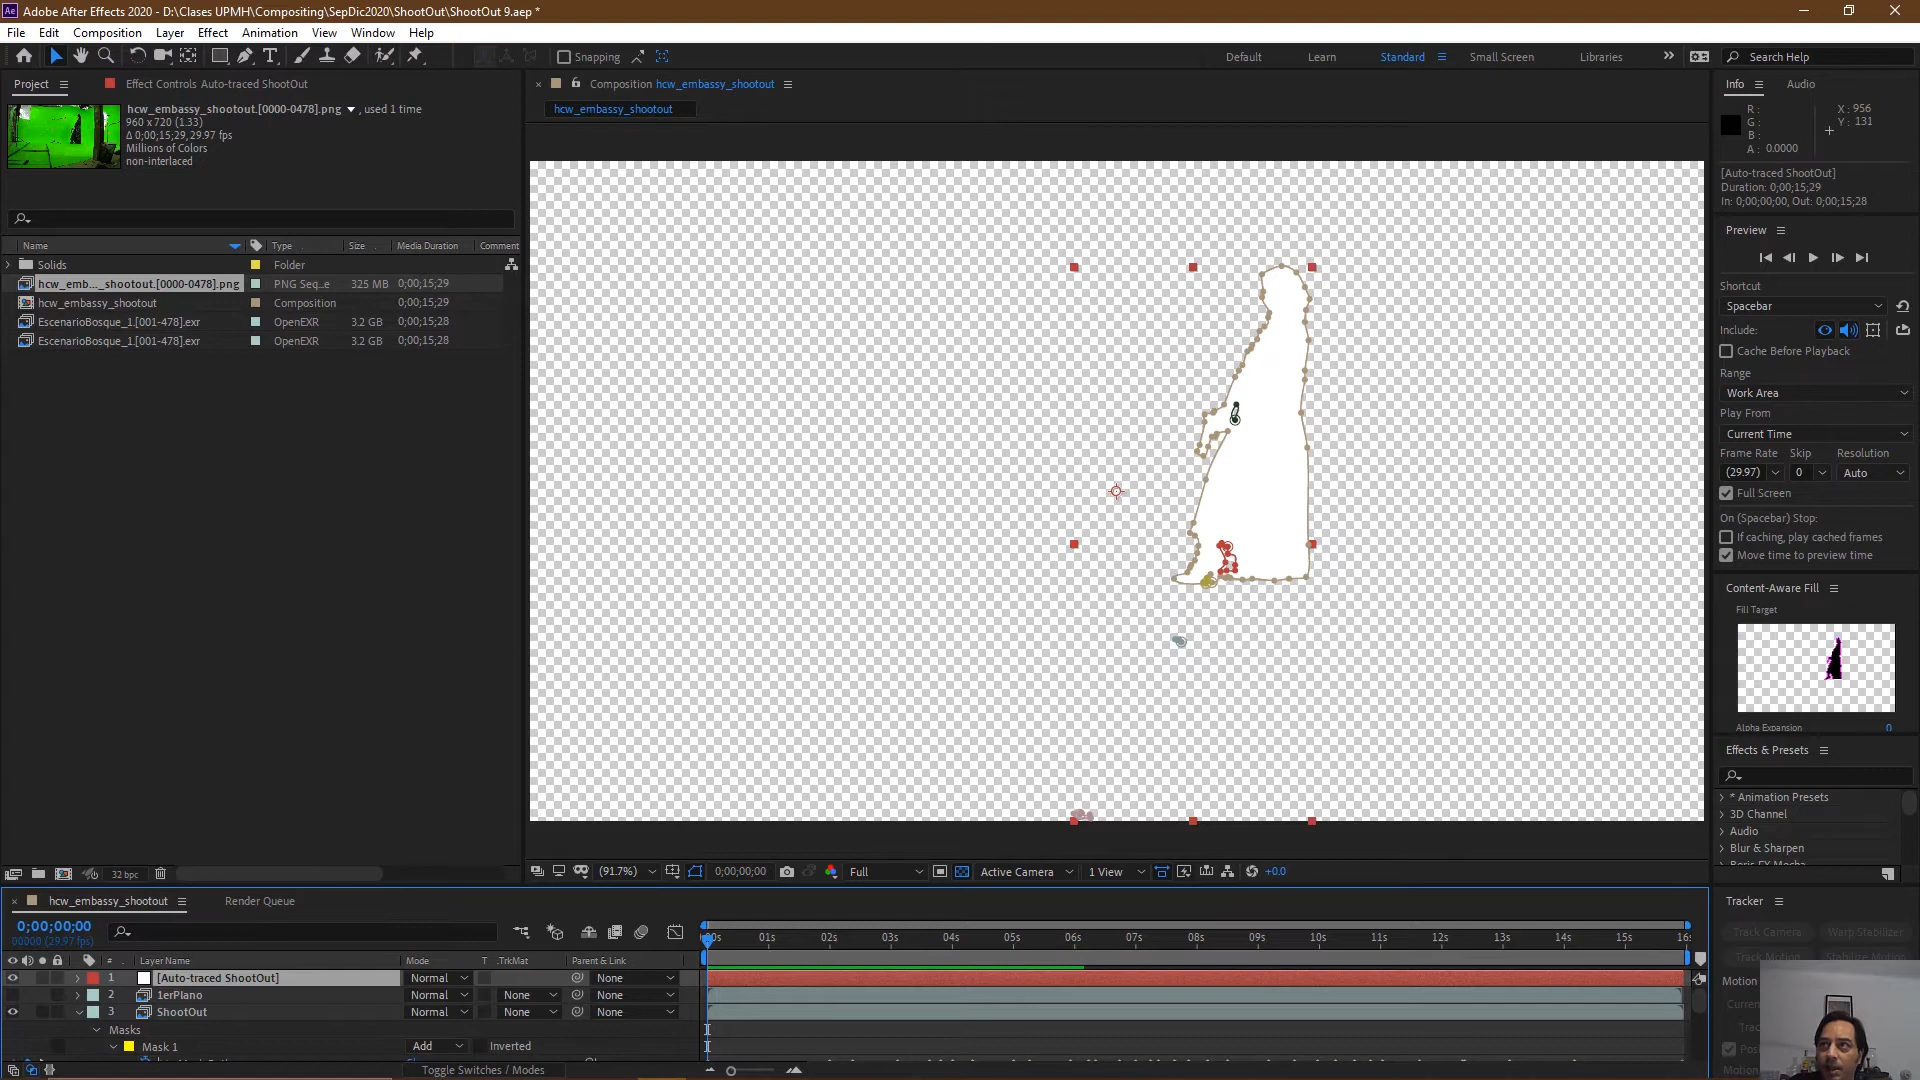 Adobe After Effects 2020 - D:\Clases UPMH\Compositing\SepDic2020\ShootOut\ShootOut 9.aep *
File Edit Composition Layer Effect Animation View Window Help
Snapping
Default Learn Standard Small Screen Libraries
Search Help
Project
Effect Controls Auto-traced ShootOut
hcw_embassy_shootout.[0000-0478].png , used 1 time
960 x 720 (1.33)
Δ 0;00;15;29, 29.97 fps
Millions of Colors
non-interlaced
Name Type Size Media Duration Comment
Solids Folder
hcw_emb..._shootout.[0000-0478].png PNG Seq...e 325 MB 0;00;15;29
hcw_embassy_shootout Composition 0;00;15;29
EscenarioBosque_1.[001-478].exr OpenEXR 3.2 GB 0;00;15;28
EscenarioBosque_1.[001-478].exr OpenEXR 3.2 GB 0;00;15;28
32 bpc
Composition hcw_embassy_shootout
hcw_embassy_shootout
(91.7%) 0;00;00;00 Full Active Camera 1 View +0.0
Info Audio
R :
G :
B :
A : 0.0000
X : 956
Y : 131
[Auto-traced ShootOut]
Duration: 0;00;15;29
In: 0;00;00;00, Out: 0;00;15;28
Preview
Shortcut
Spacebar
Include:
Cache Before Playback
Range
Work Area
Play From
Current Time
Frame Rate Skip Resolution
(29.97) 0 Auto
Full Screen
On (Spacebar) Stop:
If caching, play cached frames
Move time to preview time
Content-Aware Fill
Fill Target
Alpha Expansion 0
Effects & Presets
* Animation Presets
3D Channel
Audio
Blur & Sharpen
Boris FX Mocha
Tracker
Track Camera Warp Stabilizer
Track Motion Stabilize Motion
Motion
Curren
Trac
Posi
Motion
hcw_embassy_shootout Render Queue
0;00;00;00
00000 (29.97 fps)
:00s 01s 02s 03s 04s 05s 06s 07s 08s 09s 10s 11s 12s 13s 14s 15s 16s
# Layer Name Mode T .TrkMat Parent & Link
1 [Auto-traced ShootOut] Normal None
2 1erPlano Normal None None
3 ShootOut Normal None None
Masks
Mask 1 Add Inverted
Toggle Switches / Modes